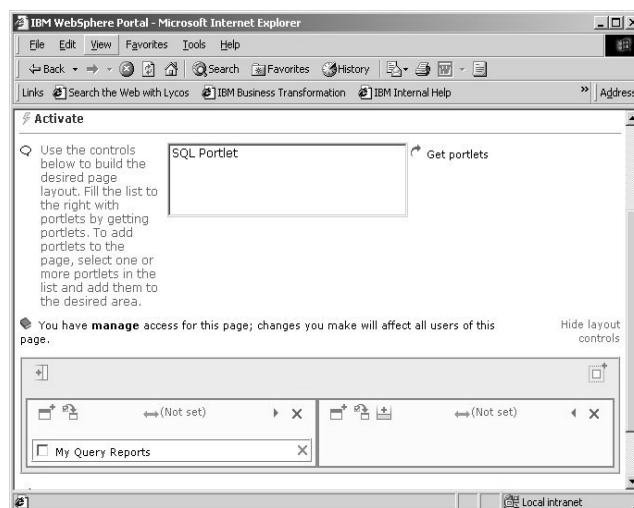 IBM WebSphere Portal - Microsoft Internet Explorer
File Edit View Favorites Tools Help
Back Search Favorites History
Links Search the Web with Lycos IBM Business Transformation IBM Internal Help » Address
Activate
Use the controls
below to build the
desired page
layout. Fill the list to
the right with
portlets by getting
portlets. To add
portlets to the
page, select one or
more portlets in the
list and add them to
the desired area.
SQL Portlet
Get portlets
You have manage access for this page; changes you make will affect all users of this
page.
Hide layout
controls
(Not set)
(Not set)
My Query Reports
Local intranet